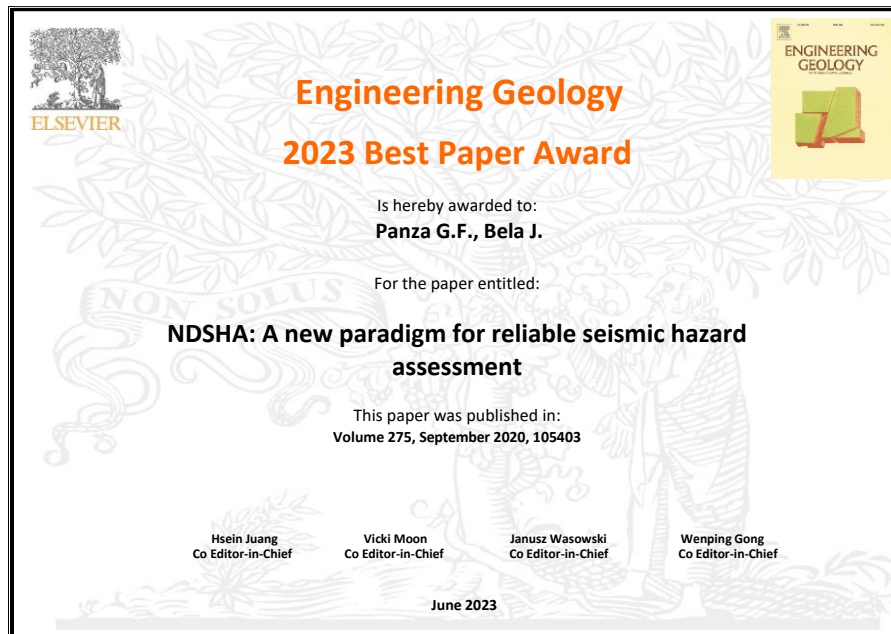 ELSEVIER
ENGINEERING
GEOLOGY
Engineering Geology
2023 Best Paper Award
Is hereby awarded to:
Panza G.F., Bela J.
For the paper entitled:
NON SOLUS
NDSHA: A new paradigm for reliable seismic hazard
assessment
This paper was published in:
Volume 275, September 2020, 105403
Hsein Juang
Co Editor-in-Chief
Vicki Moon
Co Editor-in-Chief
Janusz Wasowski
Co Editor-in-Chief
Wenping Gong
Co Editor-in-Chief
June 2023